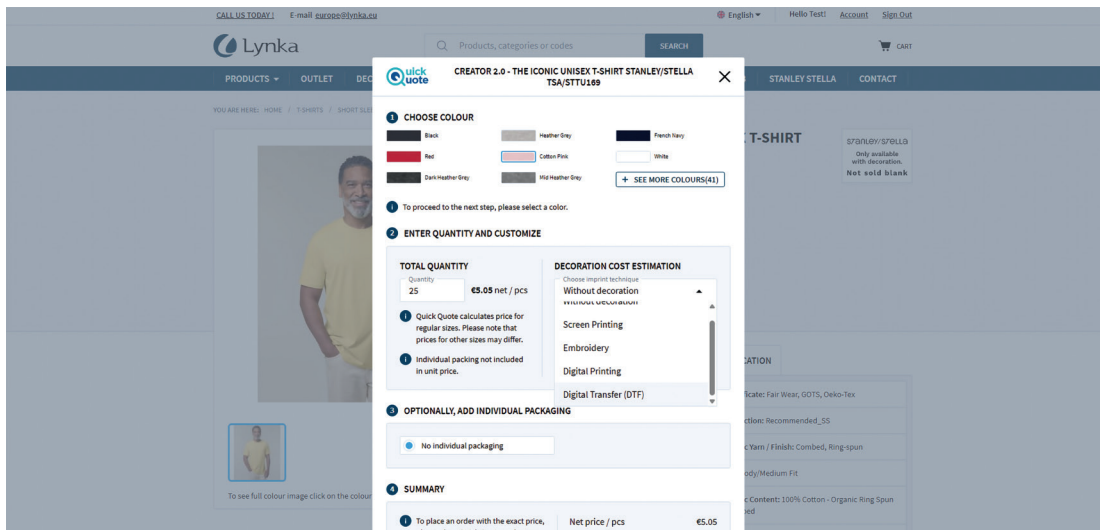 CALL US TODAY !
E-mail europe@lynka.eu
English
Hello Test!
Account
Sign Out
Lynka
Products, categories or codes
SEARCH
CART
PRODUCTS
OUTLET
DEC
STANLEY STELLA
CONTACT
YOU ARE HERE: HOME / T-SHIRTS / SHORT SLE
T-SHIRT
STANLEY/STELLA
Only available
with decoration.
Not sold blank
Quick Quote
CREATOR 2.0 - THE ICONIC UNISEX T-SHIRT STANLEY/STELLA
TSA/STTU169
1 CHOOSE COLOUR
Black
Heather Grey
French Navy
Red
Cotton Pink
White
Dark Heather Grey
Mid Heather Grey
+ SEE MORE COLOURS(41)
i To proceed to the next step, please select a color.
2 ENTER QUANTITY AND CUSTOMIZE
TOTAL QUANTITY
Quantity
25
€5.05 net / pcs
i Quick Quote calculates price for
regular sizes. Please note that
prices for other sizes may differ.
i Individual packing not included
in unit price.
DECORATION COST ESTIMATION
Choose imprint technique
Without decoration
Without decoration
Screen Printing
Embroidery
Digital Printing
Digital Transfer (DTF)
3 OPTIONALLY, ADD INDIVIDUAL PACKAGING
No individual packaging
4 SUMMARY
i To place an order with the exact price,
Net price / pcs
€5.05
To see full colour image click on the colour
CATION
ficate: Fair Wear, GOTS, Oeko-Tex
ction: Recommended_SS
c Yarn / Finish: Combed, Ring-spun
ody/Medium Fit
c Content: 100% Cotton - Organic Ring Spun